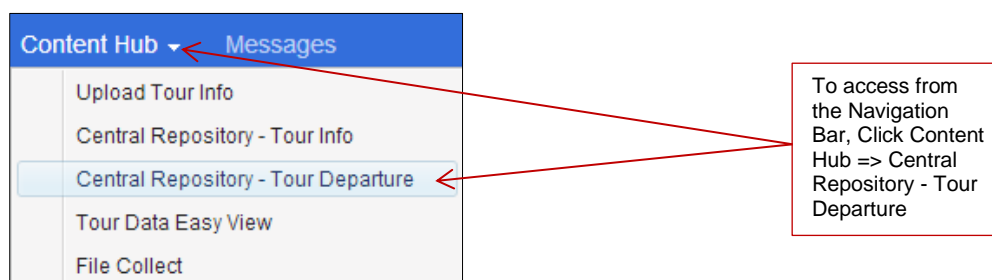 Content Hub Messages
Upload Tour Info
Central Repository - Tour Info
Central Repository - Tour Departure
Tour Data Easy View
File Collect
To access from
the Navigation
Bar, Click Content
Hub => Central
Repository - Tour
Departure